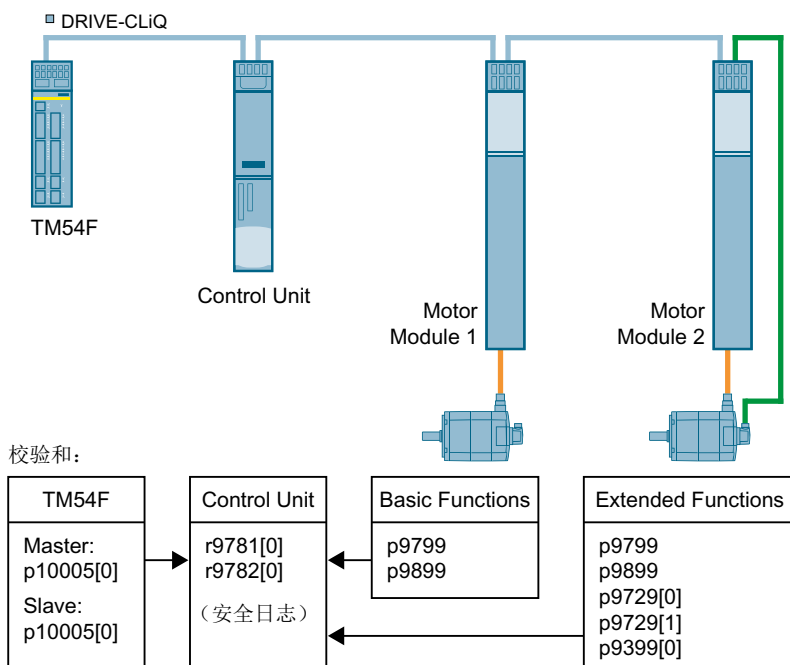 DRIVE-CLiQ
TM54F
Control Unit
Motor
Module 1
Motor
Module 2
校验和：
TM54F
Master:
p10005[0]
Slave:
p10005[0]
Control Unit
r9781[0]
r9782[0]
（安全日志）
Basic Functions
p9799
p9899
Extended Functions
p9799
p9899
p9729[0]
p9729[1]
p9399[0]